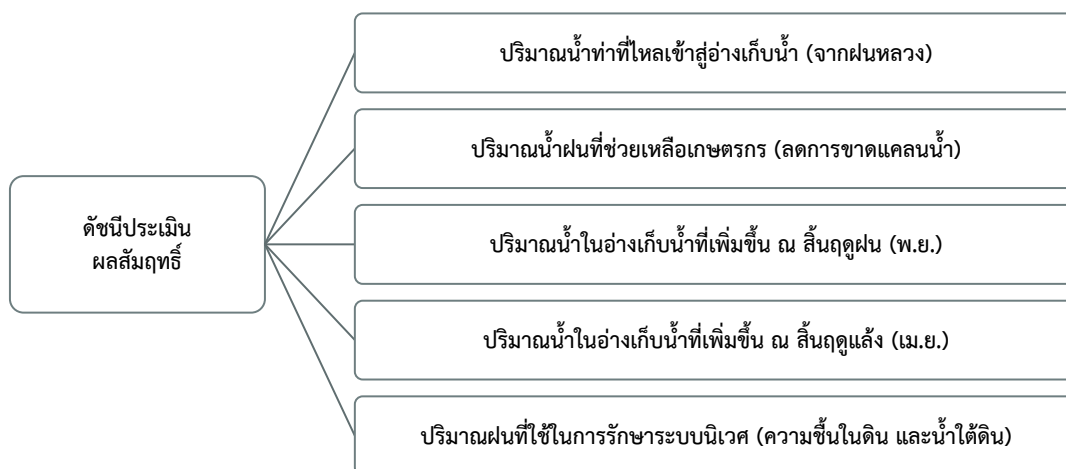 ปริมาณน้ำท่าที่ไหลเข้าสู่อ่างเก็บน้ำ (จากฝนหลวง)
ปริมาณน้ำฝนที่ช่วยเหลือเกษตรกร (ลดการขาดแคลนน้ำ)
ดัชนีประเมิน
ผลสัมฤทธิ์
ปริมาณน้ำในอ่างเก็บน้ำที่เพิ่มขึ้น ณ สิ้นฤดูฝน (พ.ย.)
ปริมาณน้ำในอ่างเก็บน้ำที่เพิ่มขึ้น ณ สิ้นฤดูแล้ง (เม.ย.)
ปริมาณฝนที่ใช้ในการรักษาระบบนิเวศ (ความชื้นในดิน และน้ำใต้ดิน)